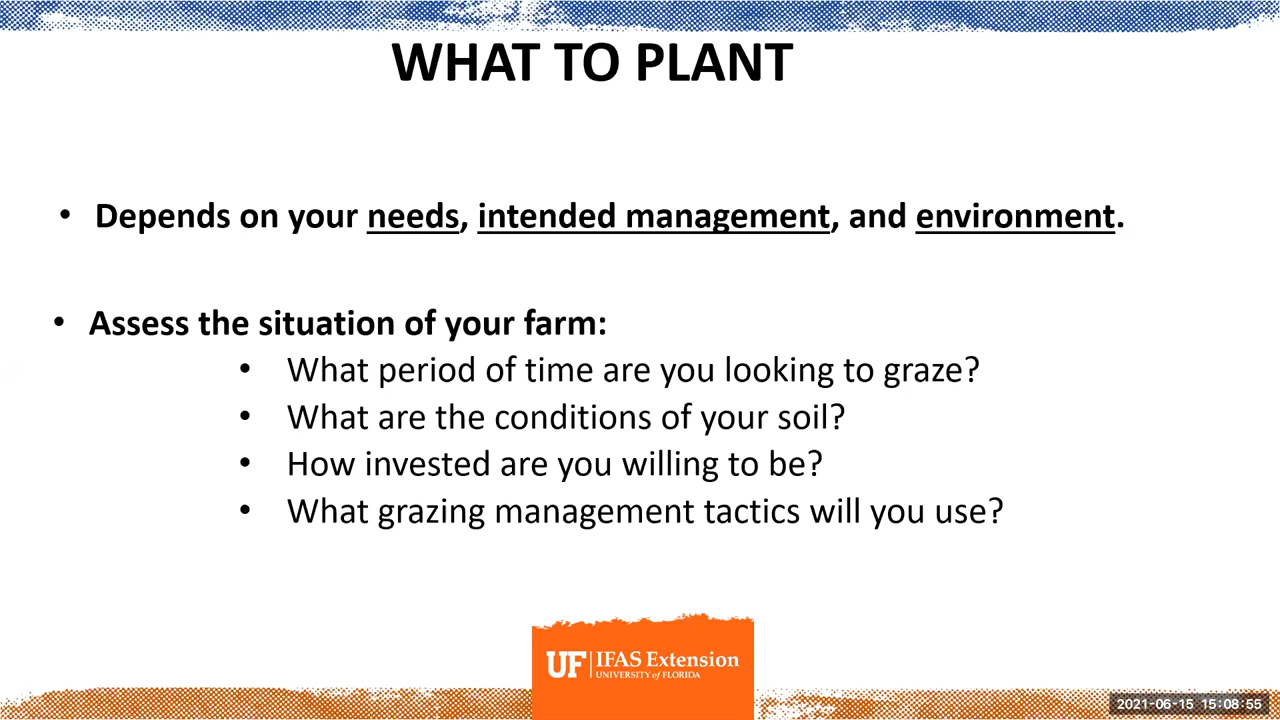 WHAT TO PLANT
• Depends on your needs, intended management, and environment.
• Assess the situation of your farm:
• What period of time are you looking to graze?
• What are the conditions of your soil?
• How invested are you willing to be?
• What grazing management tactics will you use?
UF | IFAS Extension
UNIVERSITY of FLORIDA
2021-06-15 15:08:55